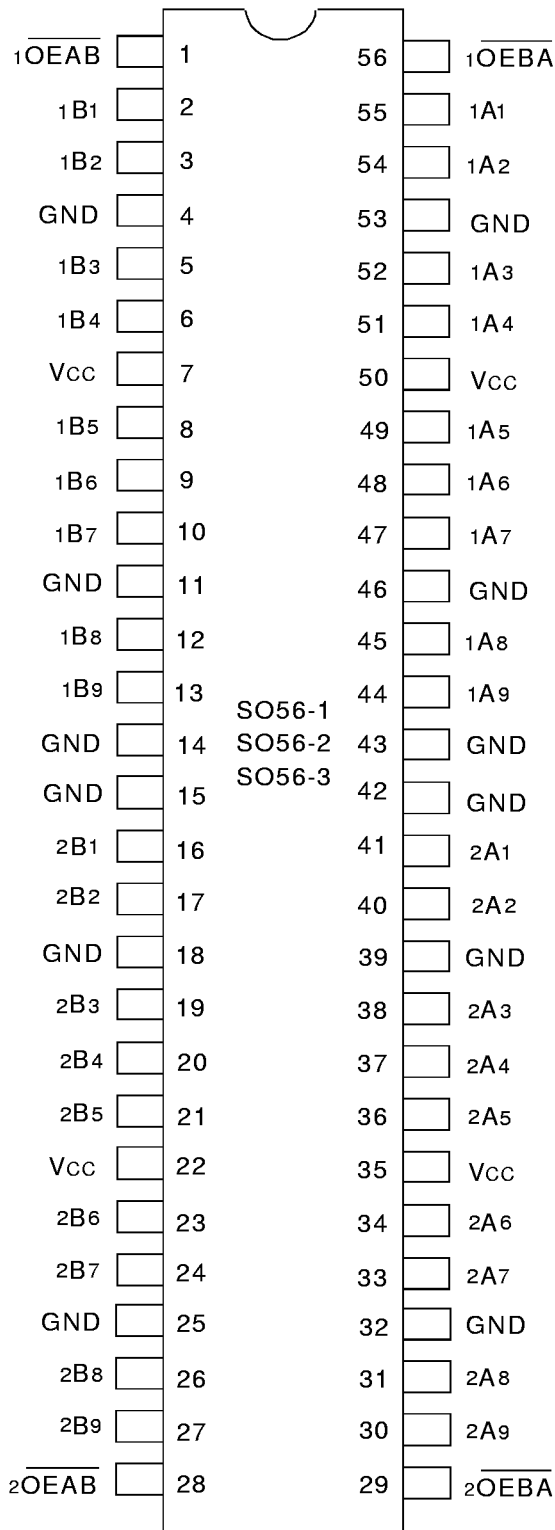 1OEAB 1 56 1OEBA
1B1 2 55 1A1
1B2 3 54 1A2
GND 4 53 GND
1B3 5 52 1A3
1B4 6 51 1A4
VCC 7 50 VCC
1B5 8 49 1A5
1B6 9 48 1A6
1B7 10 47 1A7
GND 11 46 GND
1B8 12 45 1A8
1B9 13 44 1A9
SO56-1
GND 14 SO56-2 43 GND
SO56-3
GND 15 42 GND
2B1 16 41 2A1
2B2 17 40 2A2
GND 18 39 GND
2B3 19 38 2A3
2B4 20 37 2A4
2B5 21 36 2A5
VCC 22 35 VCC
2B6 23 34 2A6
2B7 24 33 2A7
GND 25 32 GND
2B8 26 31 2A8
2B9 27 30 2A9
2OEAB 28 29 2OEBA